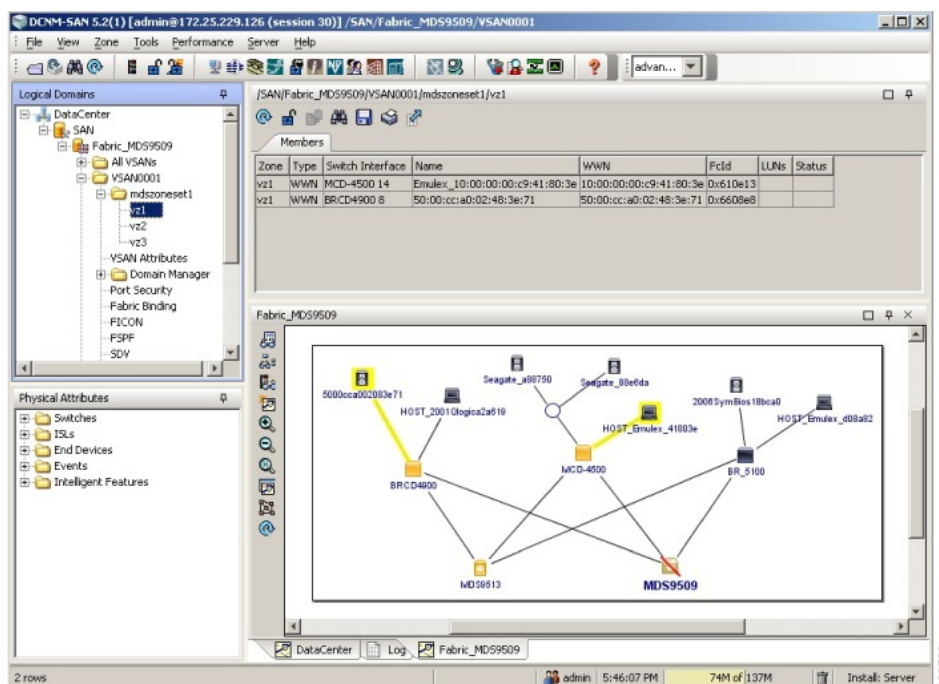 DCNM-SAN 5.2(1) [admin@172.25.229.126 (session 30)] /SAN/Fabric_MDS9509/VSAN0001
File View Zone Tools Performance Server Help
advan...
Logical Domains
DataCenter
SAN
Fabric_MDS9509
All VSANs
VSAN0001
mdszoneset1
vz1
vz2
vz3
VSAN Attributes
Domain Manager
Port Security
Fabric Binding
FICON
FSPF
SDV
Physical Attributes
Switches
ISLs
End Devices
Events
Intelligent Features
/SAN/Fabric_MDS9509/VSAN0001/mdszoneset1/vz1
Members
Zone Type Switch Interface Name WWN FcId LUNs Status
vz1 WWN MCD-4500 14 Emulex_10:00:00:00:c9:41:80:3e 10:00:00:00:c9:41:80:3e 0x610e13
vz1 WWN BRCD4900 8 50:00:cc:a0:02:48:3e:71 50:00:cc:a0:02:48:3e:71 0x6608e8
Fabric_MDS9509
Seagate_a88750
Seagate_88e6da
5000cca002083e71
HOST_2001Qlogica2a619
HOST_Emulex_41803e
2006SymBios18bca0
HOST_Emulex_d08a82
BRCD4900
MCD-4500
BR_5100
MDS9513
MDS9509
DataCenter Log Fabric_MDS9509
2 rows admin 5:46:07 PM 74M of 137M Install: Server